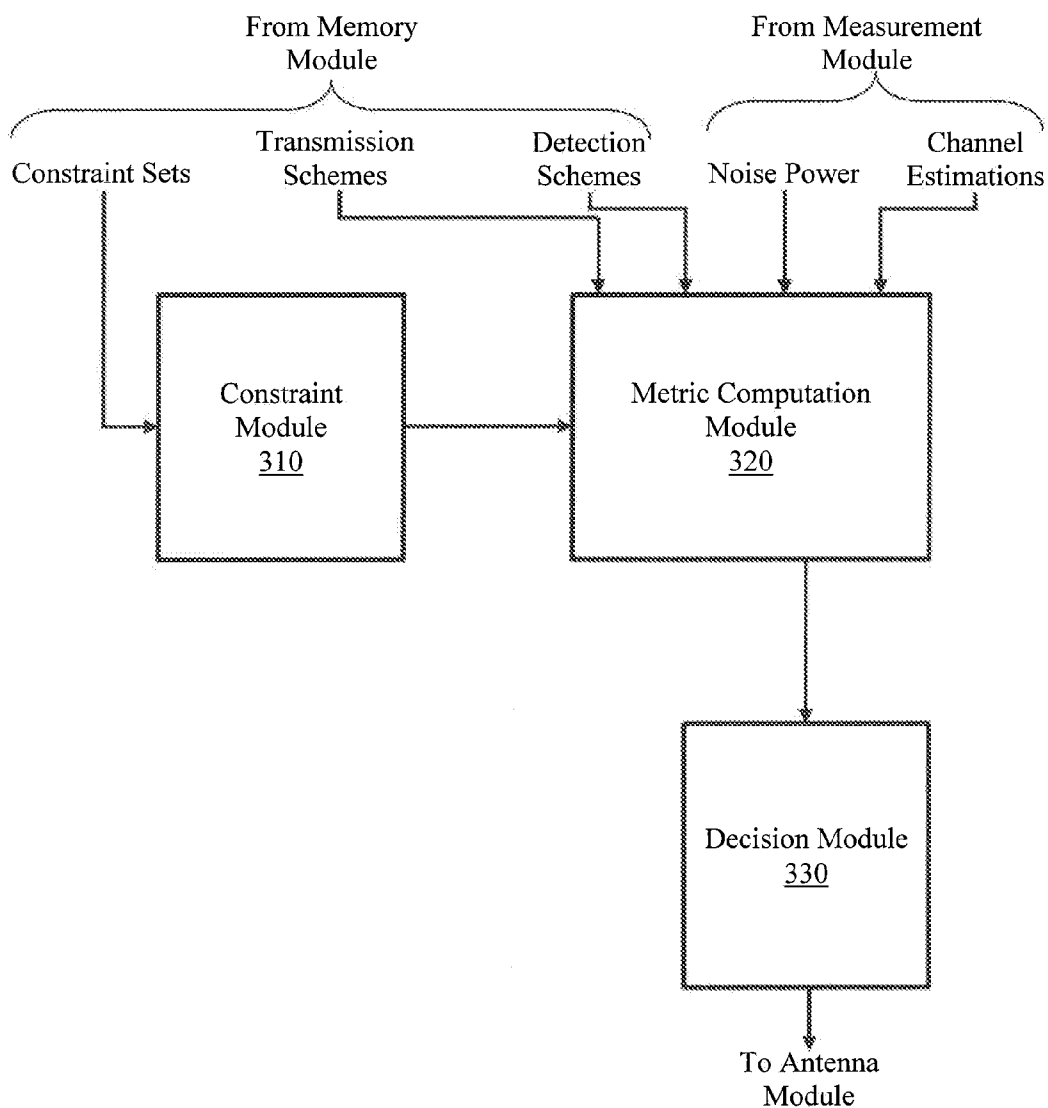 From Memory
Module
From Measurement
Module
Constraint Sets
Transmission
Schemes
Detection
Schemes
Noise Power
Channel
Estimations
Constraint
Module
310
Metric Computation
Module
320
Decision Module
330
To Antenna
Module